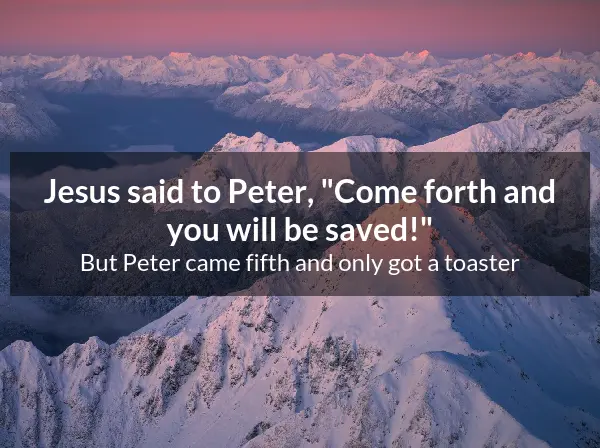 Jesus said to Peter, "Come forth and
you will be saved!"
But Peter came fifth and only got a toaster